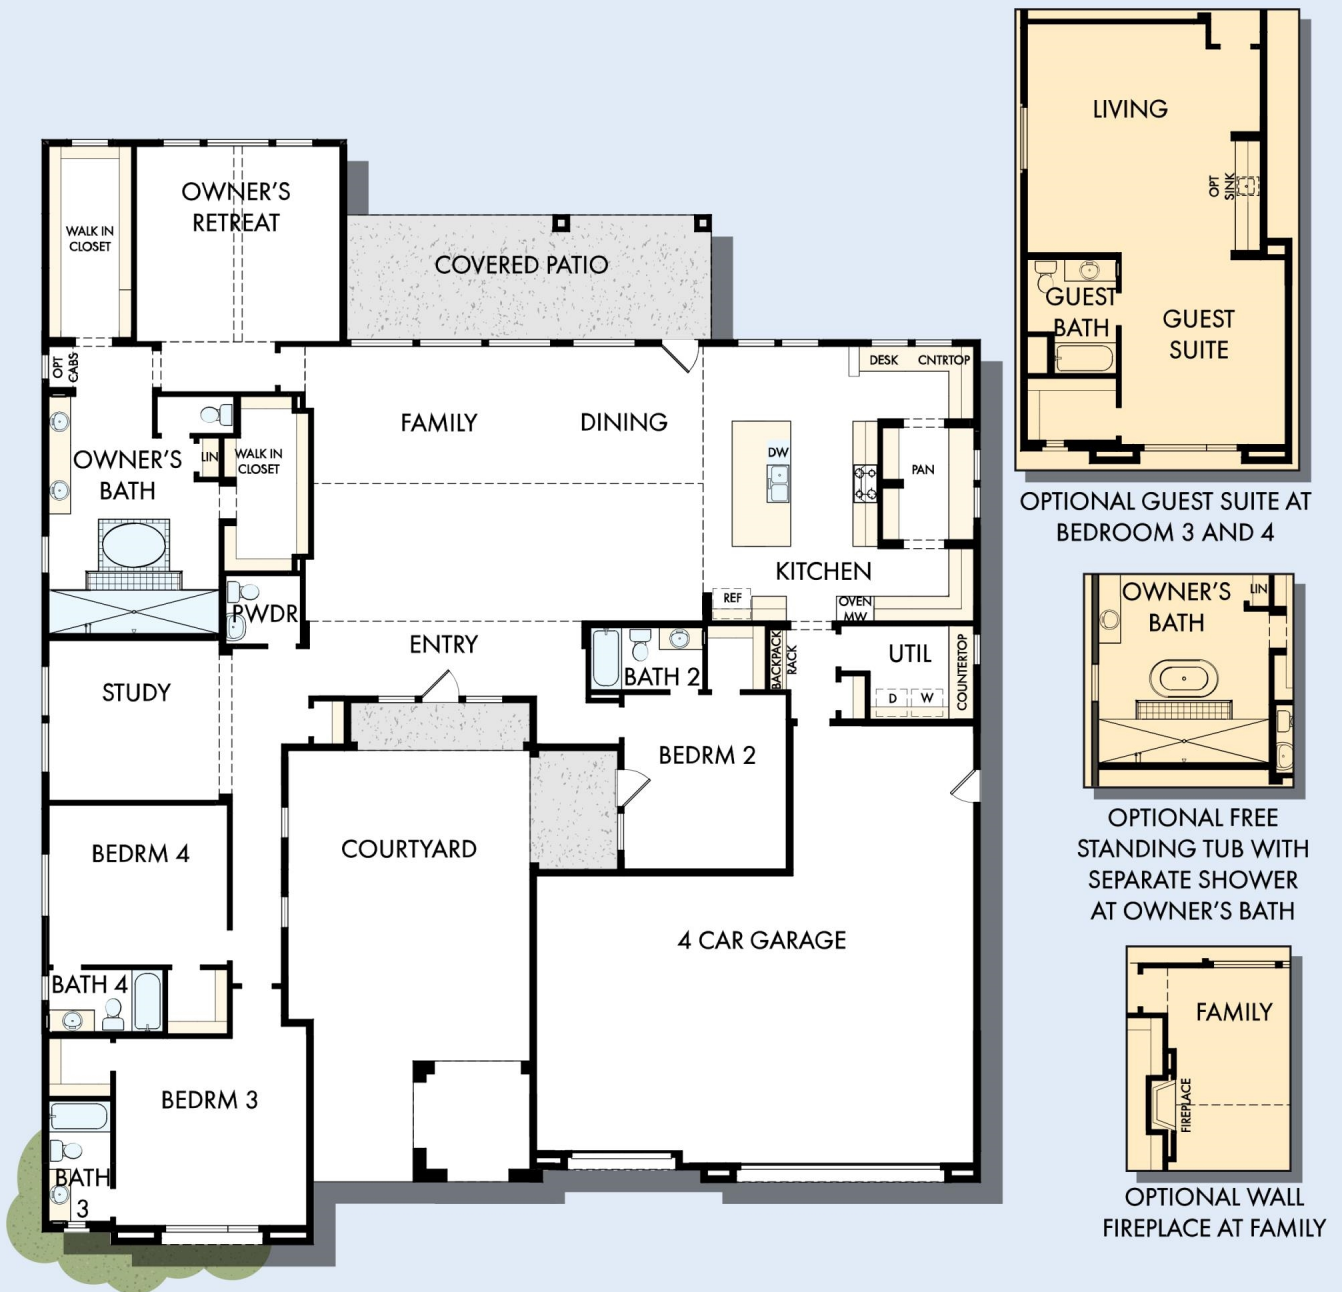 OWNER'S
RETREAT
WALK IN
CLOSET
COVERED PATIO
OPT
CABS
DESK
CNTRTOP
FAMILY
DINING
OWNER'S
BATH
LIN
WALK IN
CLOSET
DW
PAN
KITCHEN
REF
OVEN
MW
PWDR
ENTRY
BATH 2
BACKPACK
RACK
UTIL
COUNTERTOP
D
W
STUDY
BEDRM 2
BEDRM 4
COURTYARD
4 CAR GARAGE
BATH 4
BEDRM 3
BATH
3
LIVING
OPT
SINK
GUEST
BATH
GUEST
SUITE
OPTIONAL GUEST SUITE AT
BEDROOM 3 AND 4
OWNER'S
BATH
LIN
OPTIONAL FREE
STANDING TUB WITH
SEPARATE SHOWER
AT OWNER'S BATH
FAMILY
FIREPLACE
OPTIONAL WALL
FIREPLACE AT FAMILY